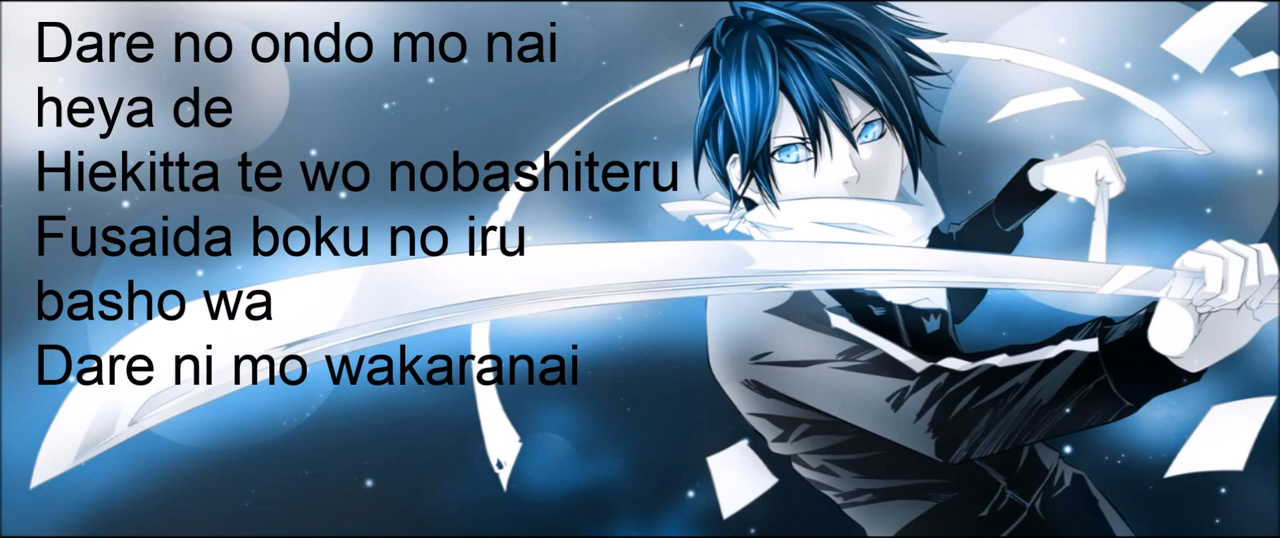 Dare no ondo mo nai
heya de
Hiekitta te wo nobashiteru
Fusaida boku no iru
basho wa
Dare ni mo wakaranai